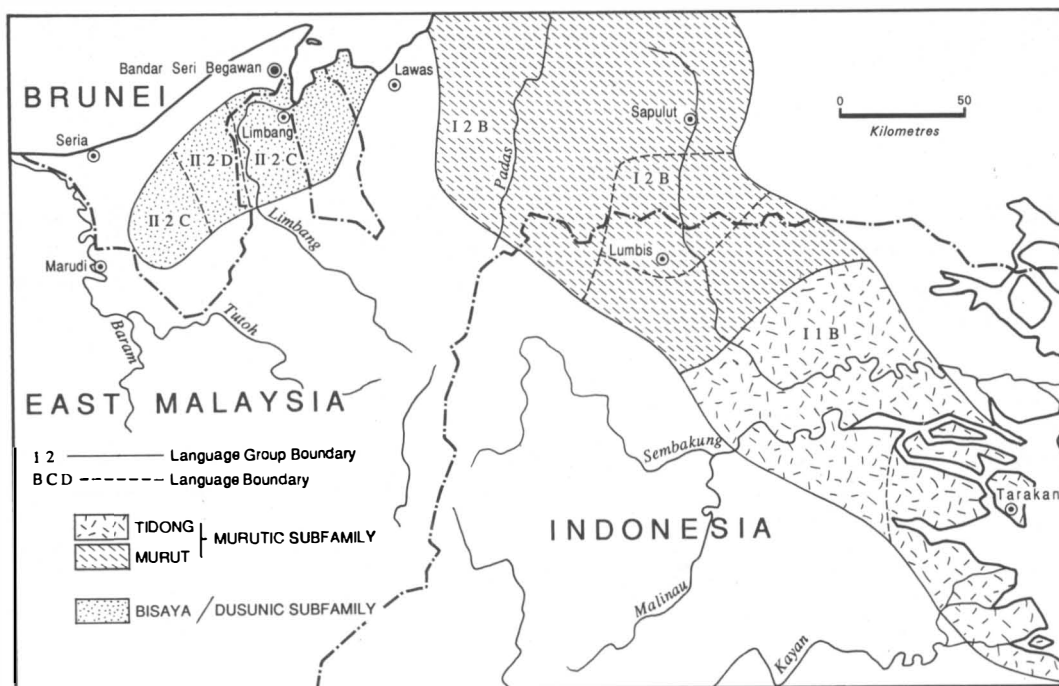 Bandar Seri Begawan
BRUNEI
Lawas
Seria
Limbang
II 2 D
II 2 C
II 2 C
Limbang
Marudi
Baram
Tutoh
EAST MALAYSIA
I 2 B
Padas
Sapulut
I 2 B
Lumbis
0 50
Kilometres
I 1 B
Sembakung
Tarakan
INDONESIA
Malinau
Kayan
I 2 Language Group Boundary
B C D Language Boundary
TIDONG
MURUT
MURUTIC SUBFAMILY
BISAYA / DUSUNIC SUBFAMILY